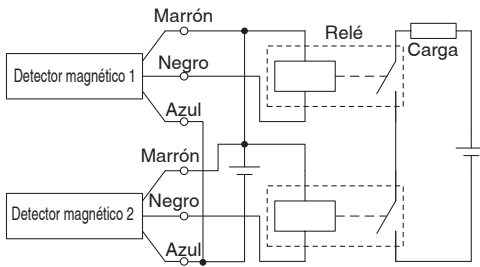 Marrón
Relé
Carga
Negro
Detector magnético 1
Azul
Marrón
Negro
Detector magnético 2
Azul